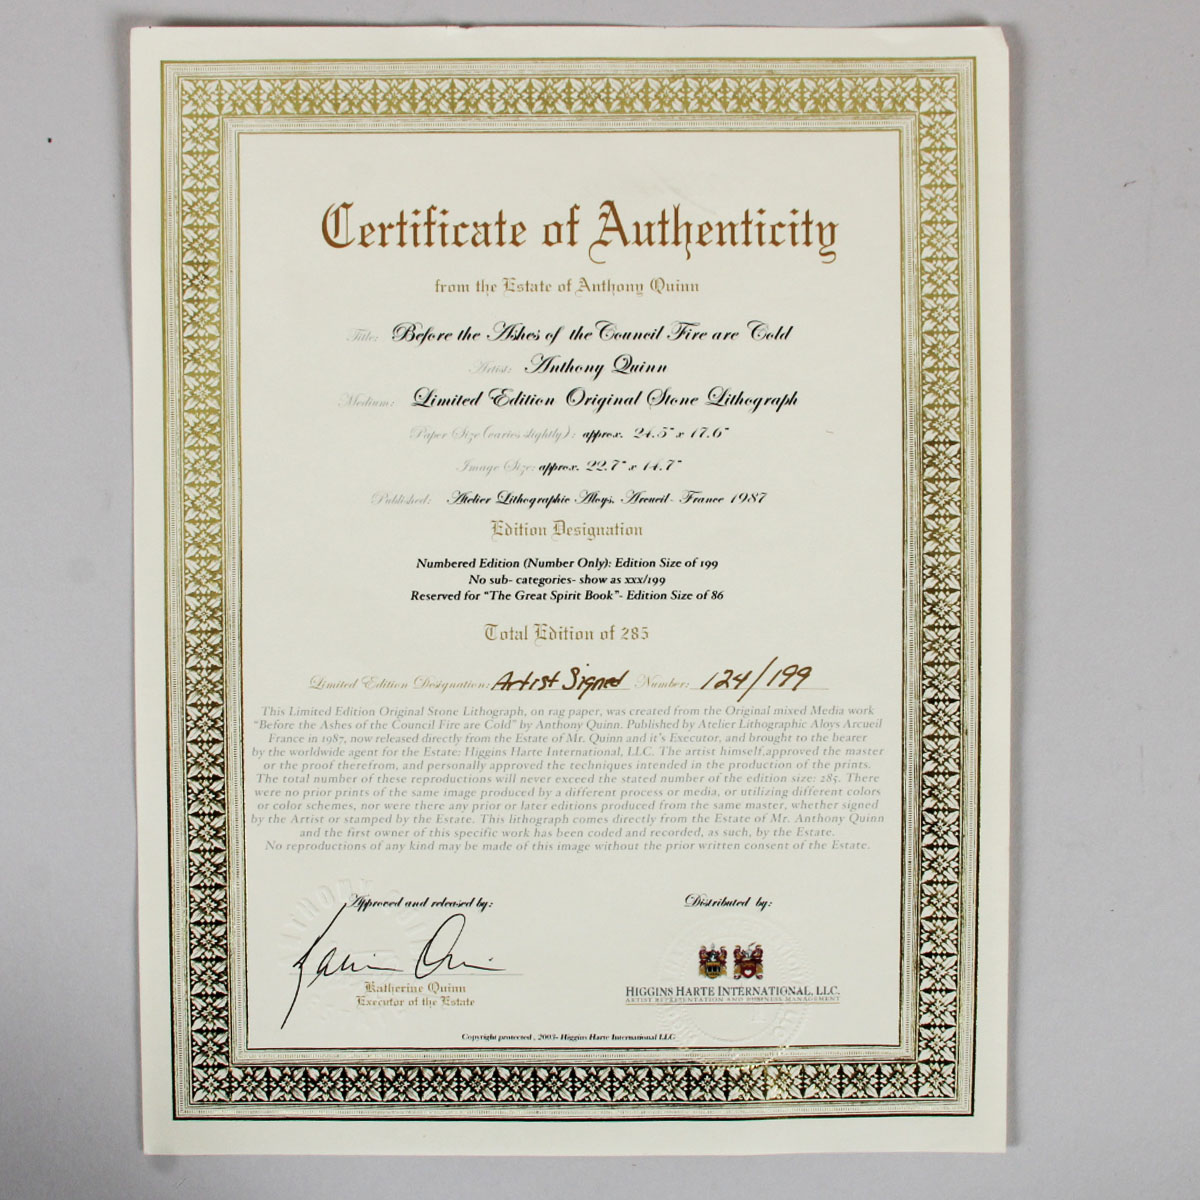 Certificate of Authenticity
from the Estate of Anthony Quinn
Title: Before the Ashes of the Council Fire are Cold
Artist: Anthony Quinn
Medium: Limited Edition Original Stone Lithograph
Paper Size (varies slightly): approx. 24.5" x 17.6"
Image Size: approx. 22.7" x 14.7"
Published: Atelier Lithographic Aloys, Arcueil- France 1987
Edition Designation
Numbered Edition (Number Only): Edition Size of 199
No sub- categories- show as xxx/199
Reserved for "The Great Spirit Book"- Edition Size of 86
Total Edition of 285
Limited Edition Designation: Artist Signed Number: 124/199
This Limited Edition Original Stone Lithograph, on rag paper, was created from the Original mixed Media work
"Before the Ashes of the Council Fire are Cold" by Anthony Quinn. Published by Atelier Lithographic Aloys Arcueil
France in 1987, now released directly from the Estate of Mr. Quinn and it's Executor, and brought to the bearer
by the worldwide agent for the Estate: Higgins Harte International, LLC. The artist himself,approved the master
or the proof therefrom, and personally approved the techniques intended in the production of the prints.
The total number of these reproductions will never exceed the stated number of the edition size: 285. There
were no prior prints of the same image produced by a different process or media, or utilizing different colors
or color schemes, nor were there any prior or later editions produced from the same master, whether signed
by the Artist or stamped by the Estate. This lithograph comes directly from the Estate of Mr. Anthony Quinn
and the first owner of this specific work has been coded and recorded, as such, by the Estate.
No reproductions of any kind may be made of this image without the prior written consent of the Estate.
Approved and released by:
Katherine Quinn
Executor of the Estate
Distributed by:
HIGGINS HARTE INTERNATIONAL, LLC.
ARTIST REPRESENTATION AND BUSINESS MANAGEMENT
Copyright protected , 2005- Higgins Harte International LLC